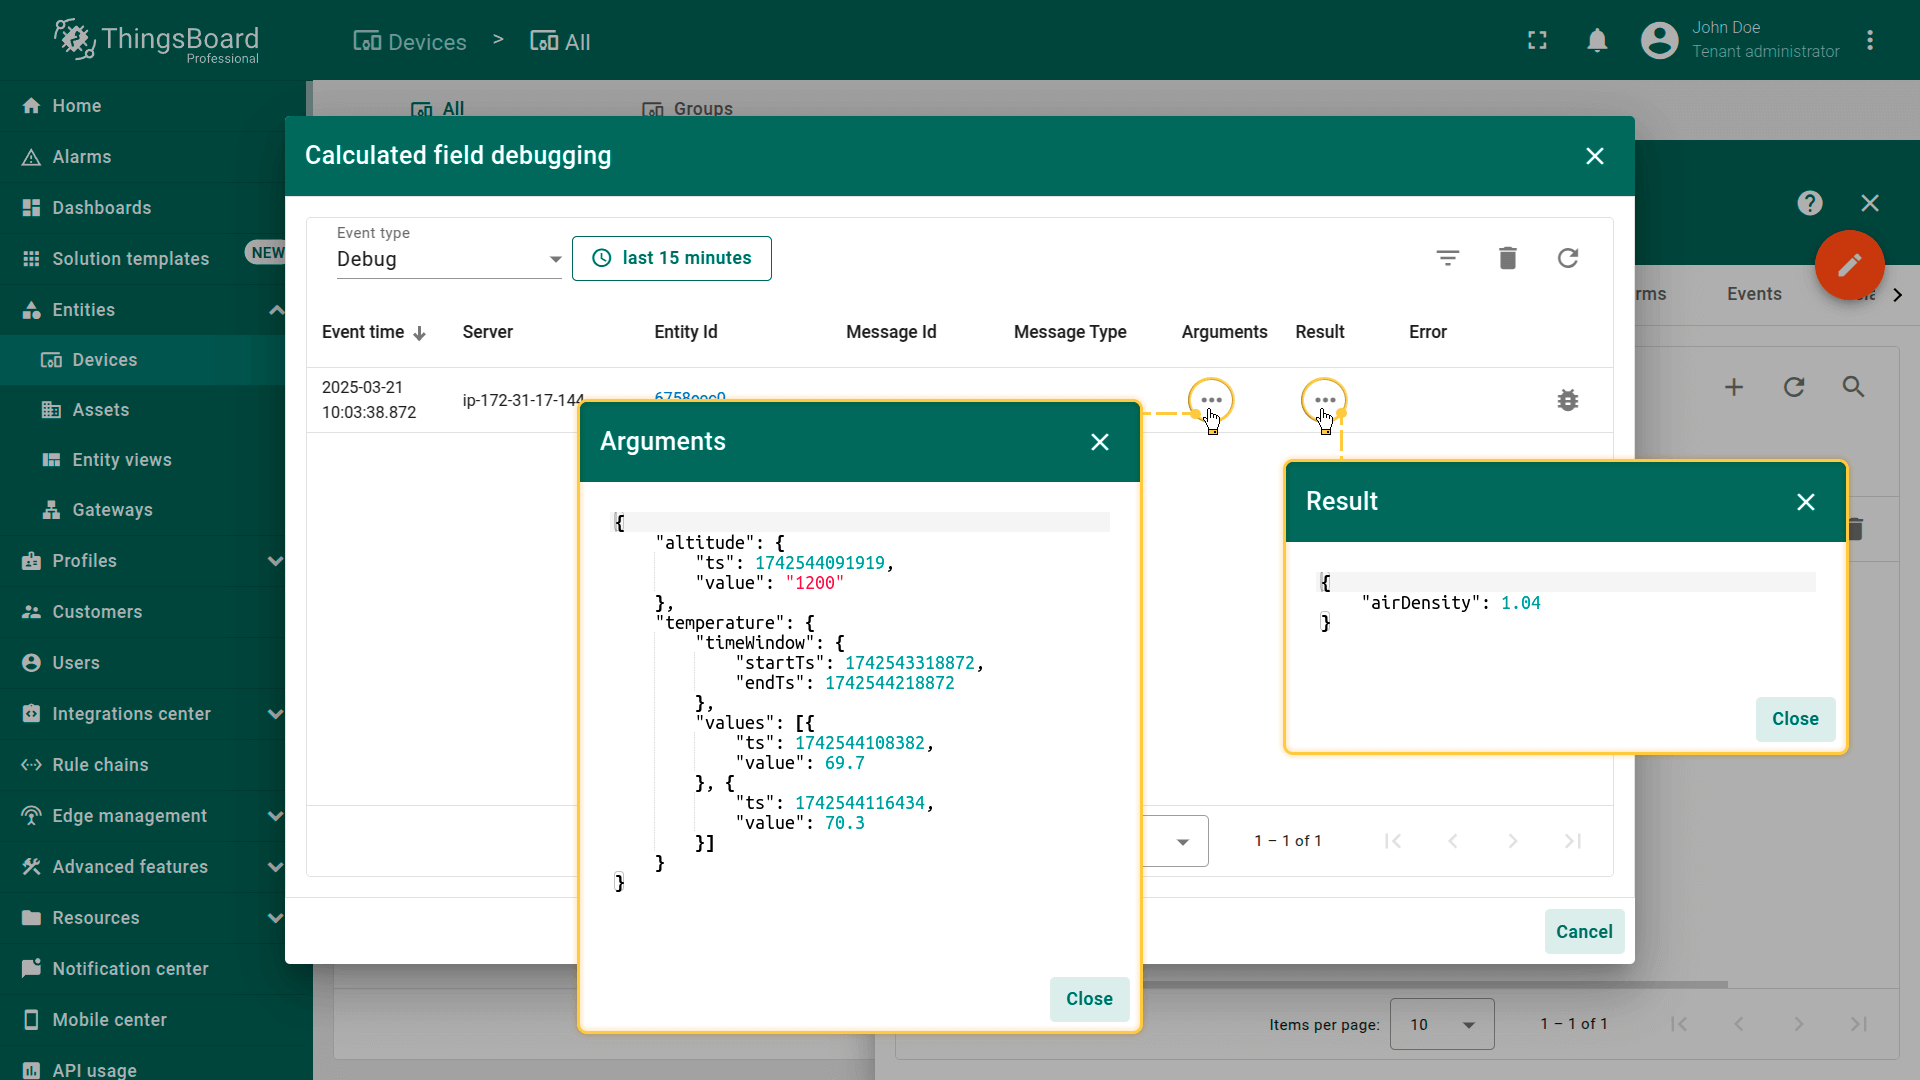 ThingsBoard
Professional
Devices > All
John Doe
Tenant administrator
Home
Alarms
Dashboards
Solution templates NEW
Entities
Devices
Assets
Entity views
Gateways
Profiles
Customers
Users
Integrations center
Rule chains
Edge management
Advanced features
Resources
Notification center
Mobile center
API usage
All Groups
Calculated field debugging
Event type
Debug
last 15 minutes
Event time Server Entity Id Message Id Message Type Arguments Result Error
2025-03-21
10:03:38.872
ip-172-31-17-144
Arguments
{
"altitude": {
"ts": 1742544091919,
"value": "1200"
},
"temperature": {
"timeWindow": {
"startTs": 1742543318872,
"endTs": 1742544218872
},
"values": [{
"ts": 1742544108382,
"value": 69.7
}, {
"ts": 1742544116434,
"value": 70.3
}]
}
}
Close
Result
{
"airDensity": 1.04
}
Close
1 – 1 of 1
Cancel
Events
Items per page: 10 1 – 1 of 1